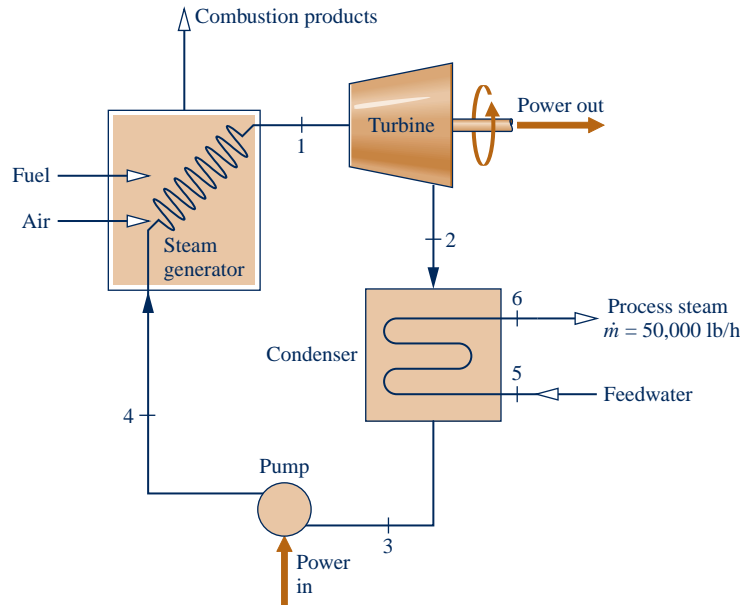 Combustion products
Turbine
Power out
1
Fuel
Air
Steam
generator
2
6
Process steam
ṁ = 50,000 lb/h
Condenser
5
Feedwater
4
Pump
3
Power
in